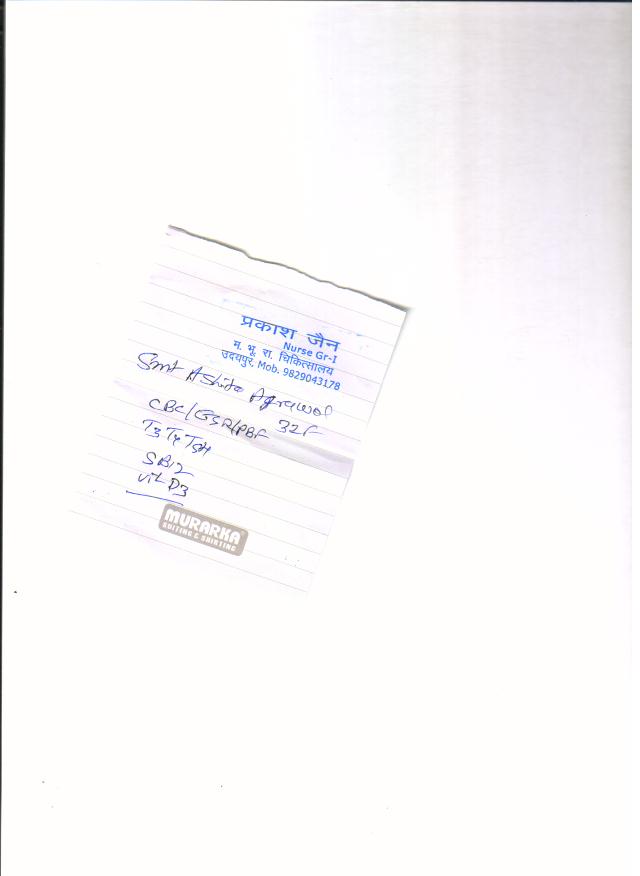 प्रकाश जैन
Nurse Gr-I
म. भू. रा. चिकित्सालय
उदयपुर, Mob. 9829043178
Smt AShita Agrawal
32F
CBC/ESR/PBF
T3 T4 TSH
SB12
Vit D3
MURARKA
SUITING & SHIRTING